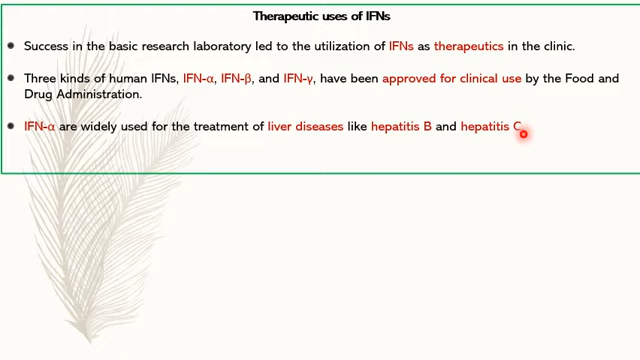 Therapeutic uses of IFNs
Success in the basic research laboratory led to the utilization of IFNs as therapeutics in the clinic.
Three kinds of human IFNs, IFN-α, IFN-β, and IFN-γ, have been approved for clinical use by the Food and
Drug Administration.
IFN-α are widely used for the treatment of liver diseases like hepatitis B and hepatitis C